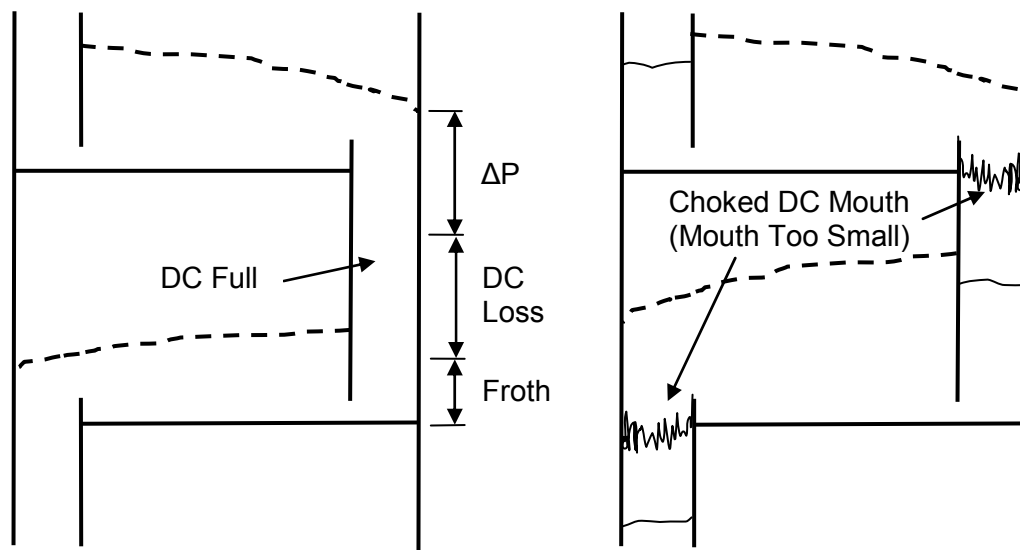 ΔP
DC Full
DC
Loss
Froth
Choked DC Mouth
(Mouth Too Small)